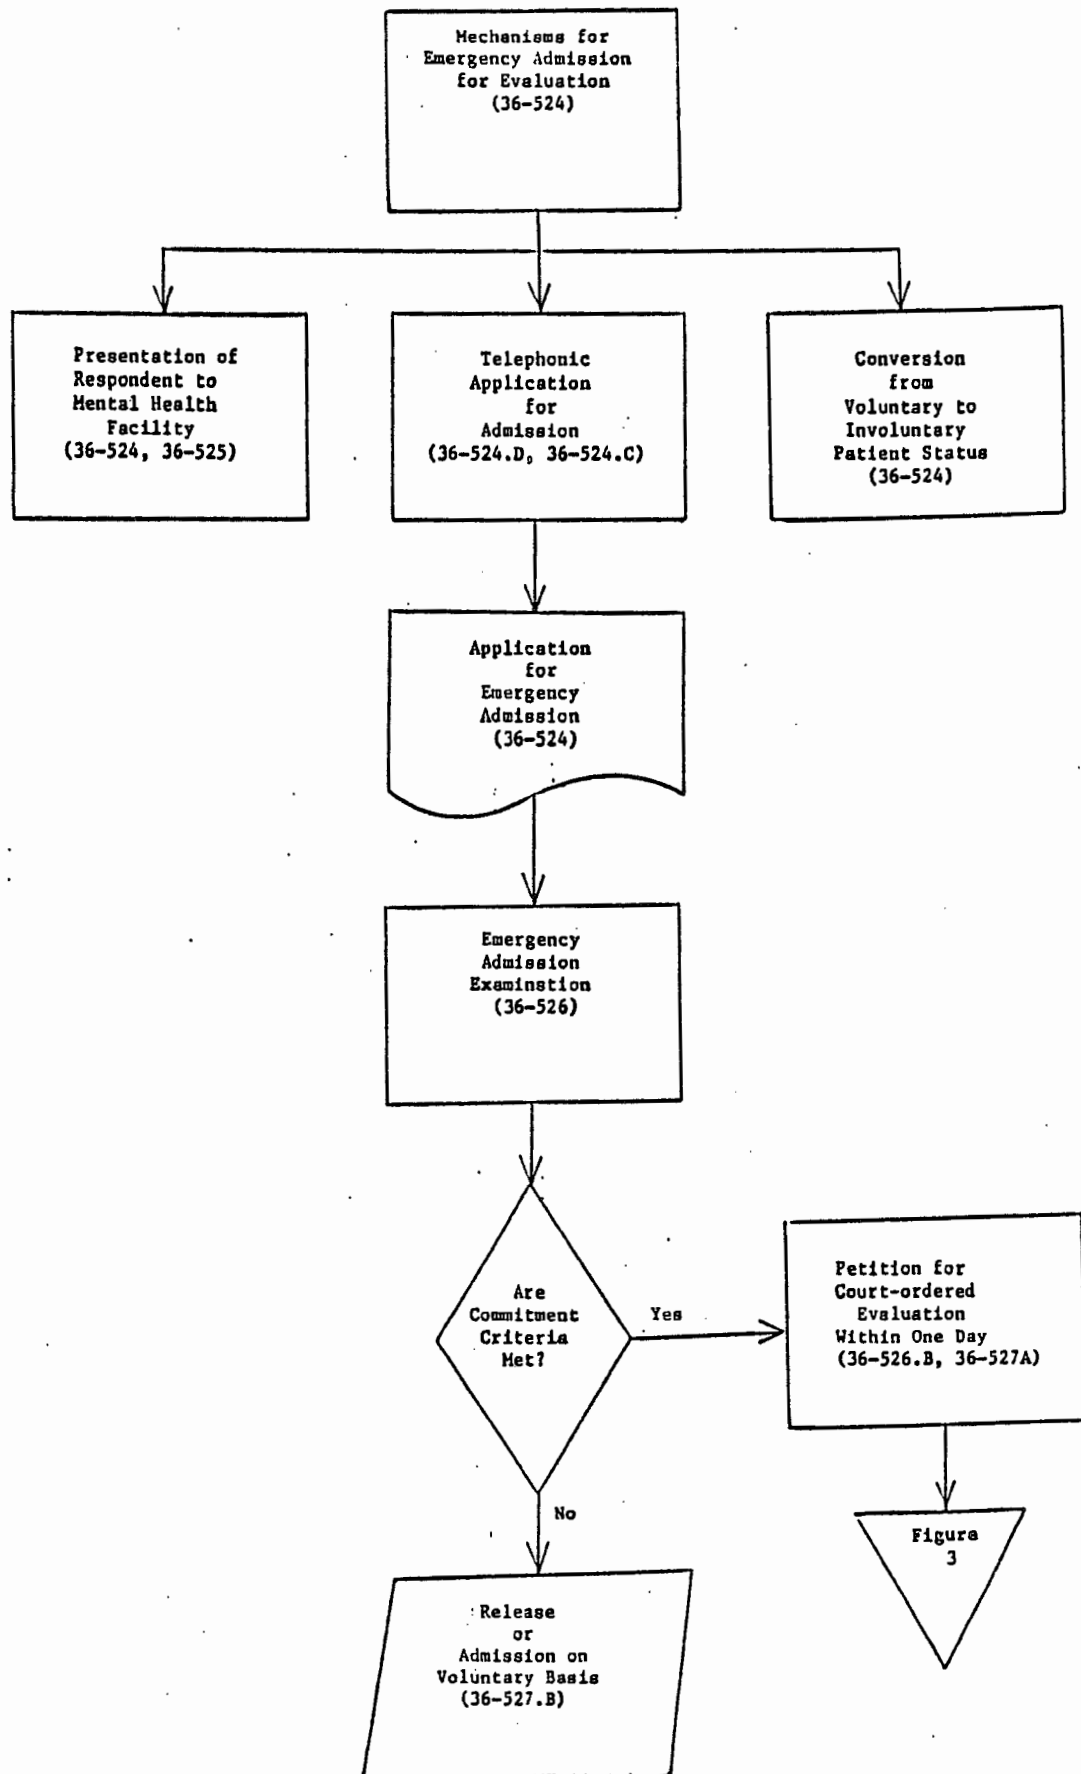 Mechanisms for
Emergency Admission
for Evaluation
(36-524)
Presentation of
Respondent to
Mental Health
Facility
(36-524, 36-525)
Telephonic
Application
for
Admission
(36-524.D, 36-524.C)
Conversion
from
Voluntary to
Involuntary
Patient Status
(36-524)
Application
for
Emergency
Admission
(36-524)
Emergency
Admission
Examinstion
(36-526)
Are
Commitment
Criteria
Met?
Yes
Petition for
Court-ordered
Evaluation
Within One Day
(36-526.B, 36-527A)
No
Figura
3
Release
or
Admission on
Voluntary Basis
(36-527.B)